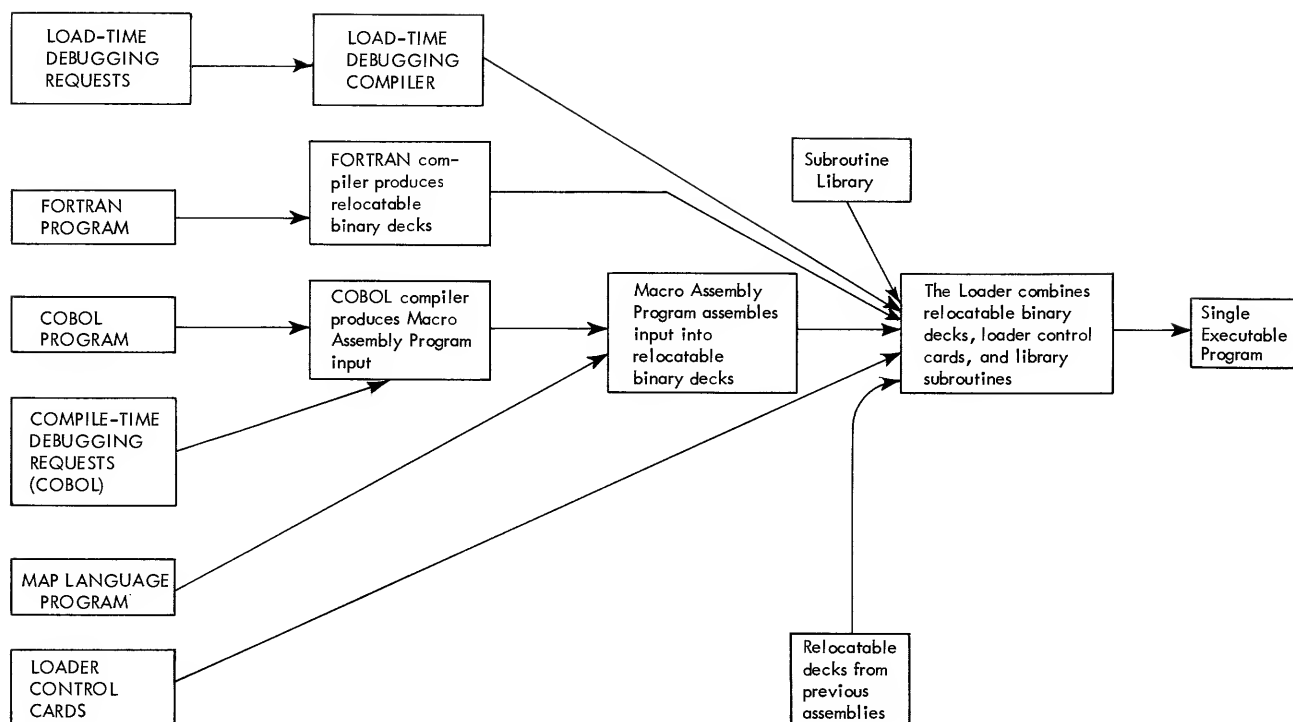 LOAD-TIME
DEBUGGING
REQUESTS
LOAD-TIME
DEBUGGING
COMPILER
FORTRAN
PROGRAM
FORTRAN com-
piler produces
relocatable
binary decks
Subroutine
Library
COBOL
PROGRAM
COBOL compiler
produces Macro
Assembly Program
input
Macro Assembly
Program assembles
input into
relocatable
binary decks
The Loader combines
relocatable binary
decks, loader control
cards, and library
subroutines
Single
Executable
Program
COMPILE-TIME
DEBUGGING
REQUESTS
(COBOL)
MAP LANGUAGE
PROGRAM
LOADER
CONTROL
CARDS
Relocatable
decks from
previous
assemblies